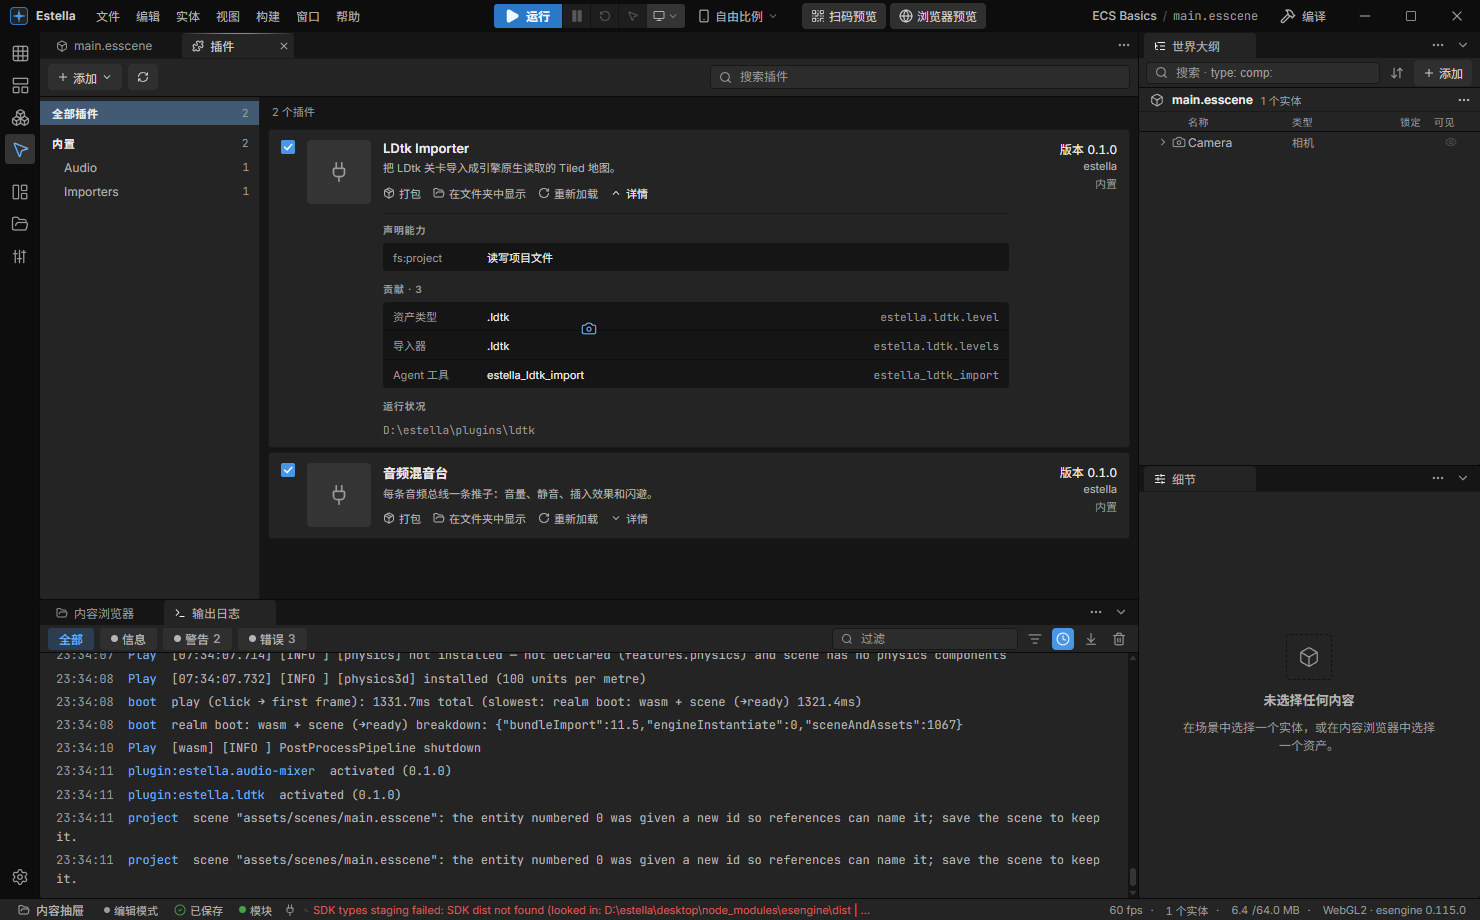 Estella 文件 编辑 实体 视图 构建 窗口 帮助 运行 自由比例 扫码预览 浏览器预览 ECS Basics / main.esscene 编译
main.esscene 插件
添加 搜索插件
全部插件 2
内置 2
Audio 1
Importers 1
2 个插件
LDtk Importer 版本 0.1.0
把 LDtk 关卡导入成引擎原生读取的 Tiled 地图。 estella
打包 在文件夹中显示 重新加载 详情 内置
声明能力
fs:project 读写项目文件
贡献 · 3
资产类型 .ldtk estella.ldtk.level
导入器 .ldtk estella.ldtk.levels
Agent 工具 estella_ldtk_import estella_ldtk_import
运行状况
D:\estella\plugins\ldtk
音频混音台 版本 0.1.0
每条音频总线一条推子：音量、静音、插入效果和闪避。 estella
打包 在文件夹中显示 重新加载 详情 内置
世界大纲
搜索 · type: comp: 添加
main.esscene 1 个实体
名称 类型 锁定 可见
Camera 相机
细节
未选择任何内容
在场景中选择一个实体，或在内容浏览器中选择
一个资产。
内容浏览器 输出日志
全部 信息 警告 2 错误 3 过滤
23:34:07 Play [07:34:07.714] [INFO ] [physics] not installed — not declared (features.physics) and scene has no physics components
23:34:08 Play [07:34:07.732] [INFO ] [physics3d] installed (100 units per metre)
23:34:08 boot play (click → first frame): 1331.7ms total (slowest: realm boot: wasm + scene (→ready) 1321.4ms)
23:34:08 boot realm boot: wasm + scene (→ready) breakdown: {"bundleImport":11.5,"engineInstantiate":0,"sceneAndAssets":1067}
23:34:10 Play [wasm] [INFO ] PostProcessPipeline shutdown
23:34:11 plugin:estella.audio-mixer activated (0.1.0)
23:34:11 plugin:estella.ldtk activated (0.1.0)
23:34:11 project scene "assets/scenes/main.esscene": the entity numbered 0 was given a new id so references can name it; save the scene to keep
it.
23:34:11 project scene "assets/scenes/main.esscene": the entity numbered 0 was given a new id so references can name it; save the scene to keep
it.
内容抽屉 编辑模式 已保存 模块 · SDK types staging failed: SDK dist not found (looked in: D:\estella\desktop\node_modules\esengine\dist | ... 60 fps · 1 个实体 · 6.4 /64.0 MB · WebGL2 · esengine 0.115.0